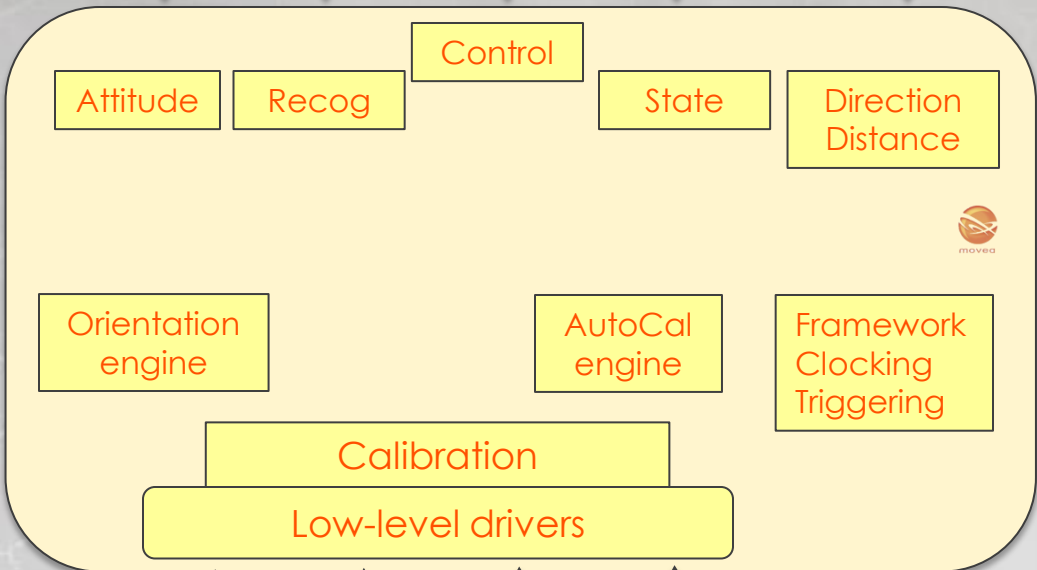 Control
Attitude
Recog
State
Direction
Distance
movea
Orientation
engine
AutoCal
engine
Framework
Clocking
Triggering
Calibration
Low-level drivers